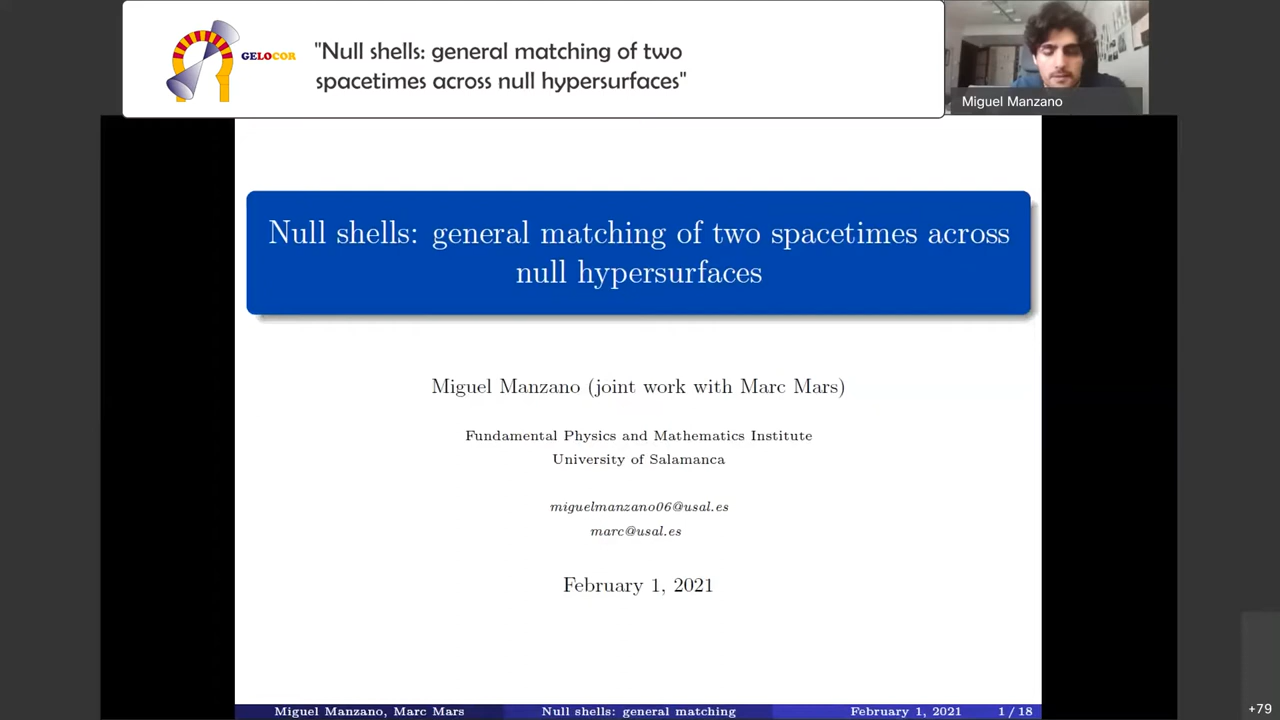 GELOCOR
"Null shells: general matching of two
spacetimes across null hypersurfaces"
Miguel Manzano
Null shells: general matching of two spacetimes across
null hypersurfaces
Miguel Manzano (joint work with Marc Mars)
Fundamental Physics and Mathematics Institute
University of Salamanca
miguelmanzano06@usal.es
marc@usal.es
February 1, 2021
Miguel Manzano, Marc Mars Null shells: general matching February 1, 2021 1 / 18
+79